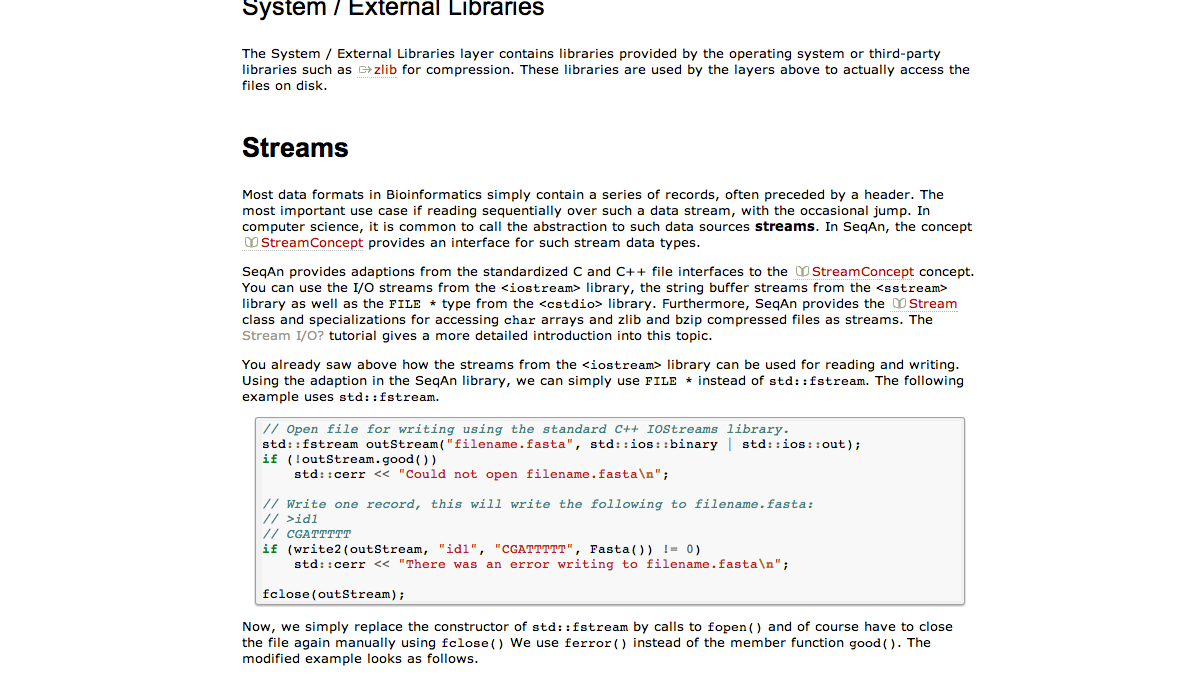 System / External Libraries
The System / External Libraries layer contains libraries provided by the operating system or third-party
libraries such as zlib for compression. These libraries are used by the layers above to actually access the
files on disk.
Streams
Most data formats in Bioinformatics simply contain a series of records, often preceded by a header. The
most important use case if reading sequentially over such a data stream, with the occasional jump. In
computer science, it is common to call the abstraction to such data sources streams. In SeqAn, the concept
StreamConcept provides an interface for such stream data types.
SeqAn provides adaptions from the standardized C and C++ file interfaces to the StreamConcept concept.
You can use the I/O streams from the <iostream> library, the string buffer streams from the <sstream>
library as well as the FILE * type from the <cstdio> library. Furthermore, SeqAn provides the Stream
class and specializations for accessing char arrays and zlib and bzip compressed files as streams. The
Stream I/O? tutorial gives a more detailed introduction into this topic.
You already saw above how the streams from the <iostream> library can be used for reading and writing.
Using the adaption in the SeqAn library, we can simply use FILE * instead of std::fstream. The following
example uses std::fstream.
// Open file for writing using the standard C++ IOStreams library.
std::fstream outStream("filename.fasta", std::ios::binary | std::ios::out);
if (!outStream.good())
    std::cerr << "Could not open filename.fasta\n";
// Write one record, this will write the following to filename.fasta:
// >id1
// CGATTTTT
if (write2(outStream, "id1", "CGATTTTT", Fasta()) != 0)
    std::cerr << "There was an error writing to filename.fasta\n";
fclose(outStream);
Now, we simply replace the constructor of std::fstream by calls to fopen() and of course have to close
the file again manually using fclose() We use ferror() instead of the member function good(). The
modified example looks as follows.